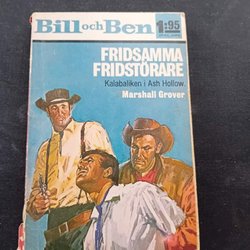 Bill och Ben
1:95
FRIDSAMMA
FRIDSTÖRARE
Kalabaliken i Ash Hollow
Marshall Grover